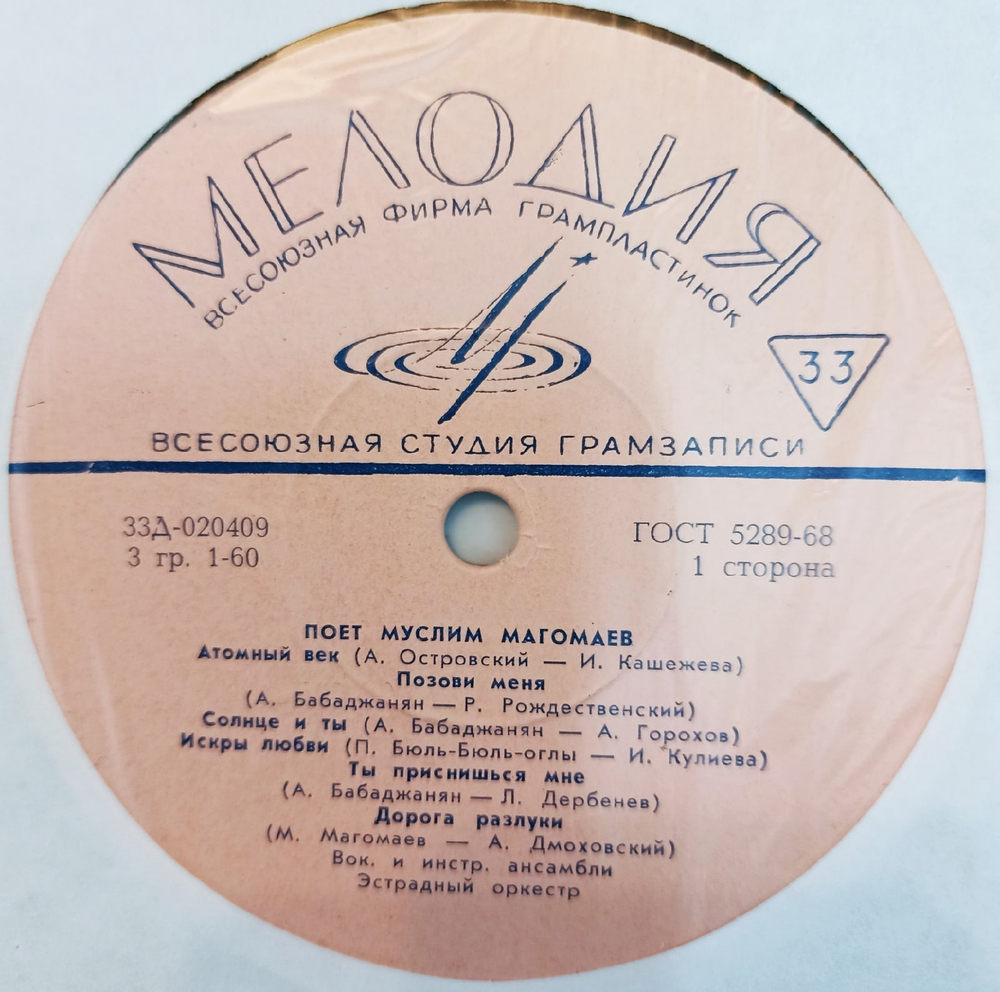 МЕЛОДИЯ
ВСЕСОЮЗНАЯ ФИРМА ГРАМПЛАСТИНОК
33
ВСЕСОЮЗНАЯ СТУДИЯ ГРАМЗАПИСИ
33Д-020409
3 гр. 1-60
ГОСТ 5289-68
1 сторона
ПОЕТ МУСЛИМ МАГОМАЕВ
Атомный век (А. Островский — И. Кашежева)
Позови меня
(А. Бабаджанян — Р. Рождественский)
Солнце и ты (А. Бабаджанян — А. Горохов)
Искры любви (П. Бюль-Бюль-оглы — И. Кулиева)
Ты приснишься мне
(А. Бабаджанян — Л. Дербенев)
Дорога разлуки
(М. Магомаев — А. Дмоховский)
Вок. и инстр. ансамбли
Эстрадный оркестр